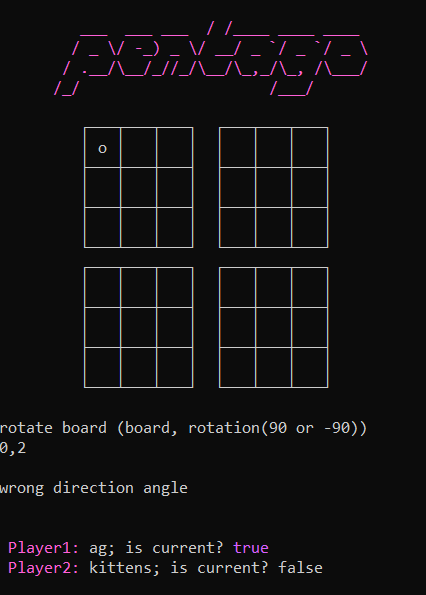 pentago
o
rotate board (board, rotation(90 or -90))
0,2
wrong direction angle
Player1: ag; is current? true
Player2: kittens; is current? false